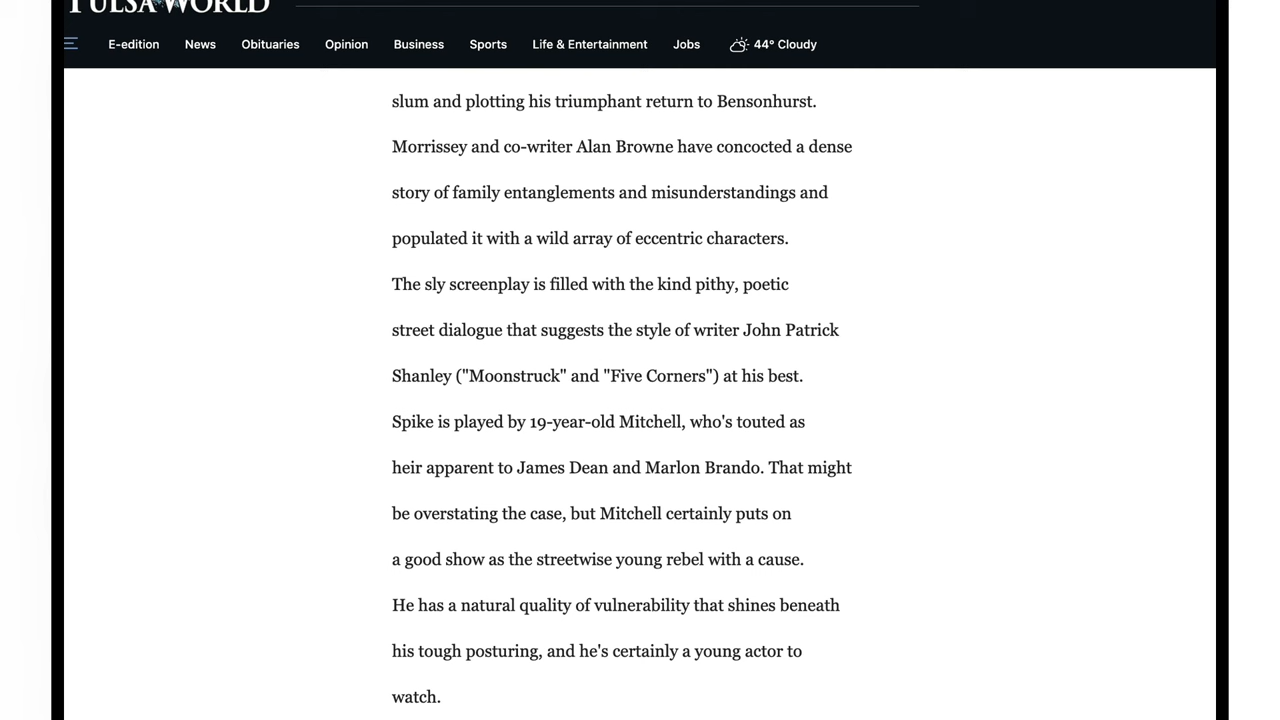 TULSA WORLD
E-edition News Obituaries Opinion Business Sports Life & Entertainment Jobs 44° Cloudy
slum and plotting his triumphant return to Bensonhurst.
Morrissey and co-writer Alan Browne have concocted a dense
story of family entanglements and misunderstandings and
populated it with a wild array of eccentric characters.
The sly screenplay is filled with the kind pithy, poetic
street dialogue that suggests the style of writer John Patrick
Shanley ("Moonstruck" and "Five Corners") at his best.
Spike is played by 19-year-old Mitchell, who's touted as
heir apparent to James Dean and Marlon Brando. That might
be overstating the case, but Mitchell certainly puts on
a good show as the streetwise young rebel with a cause.
He has a natural quality of vulnerability that shines beneath
his tough posturing, and he's certainly a young actor to
watch.